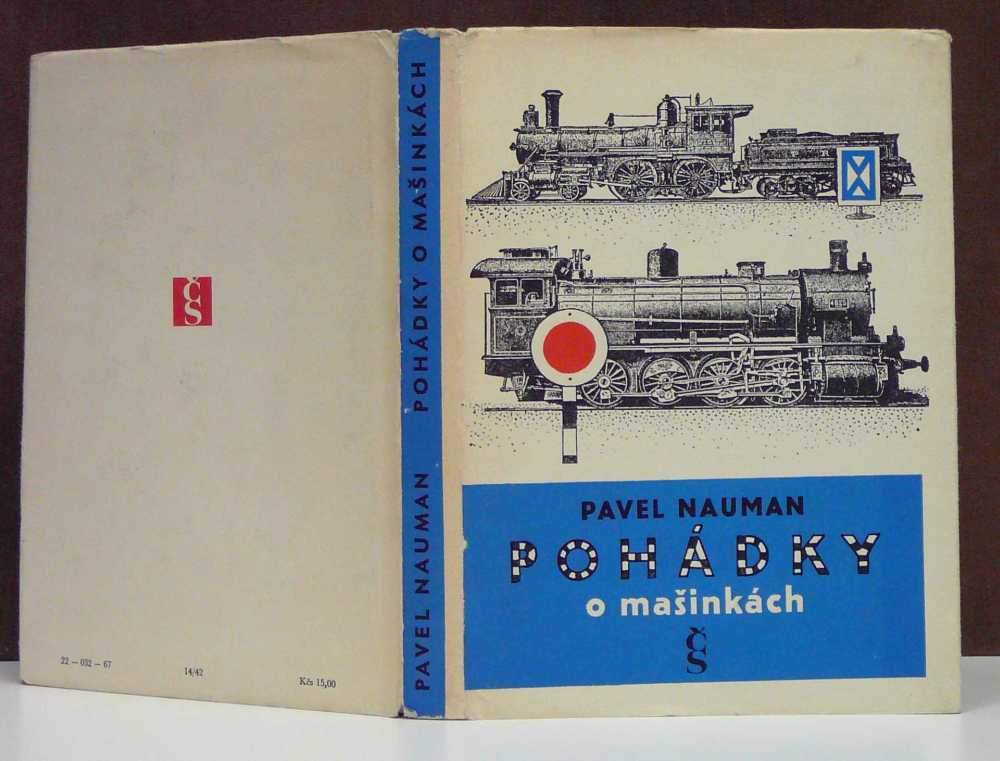 ČS
22 — 032 — 67
14/42
Kčs 15,00
PAVEL NAUMAN POHÁDKY O MAŠINKÁCH
PAVEL NAUMAN
POHÁDKY
o mašinkách
ČS